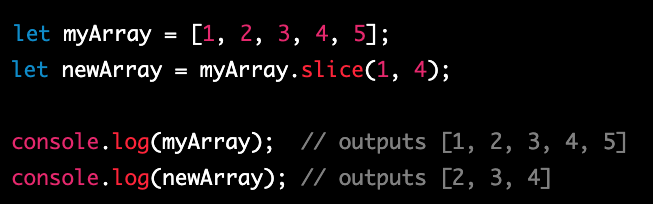 let myArray = [1, 2, 3, 4, 5];
let newArray = myArray.slice(1, 4);

console.log(myArray);  // outputs [1, 2, 3, 4, 5]
console.log(newArray); // outputs [2, 3, 4]